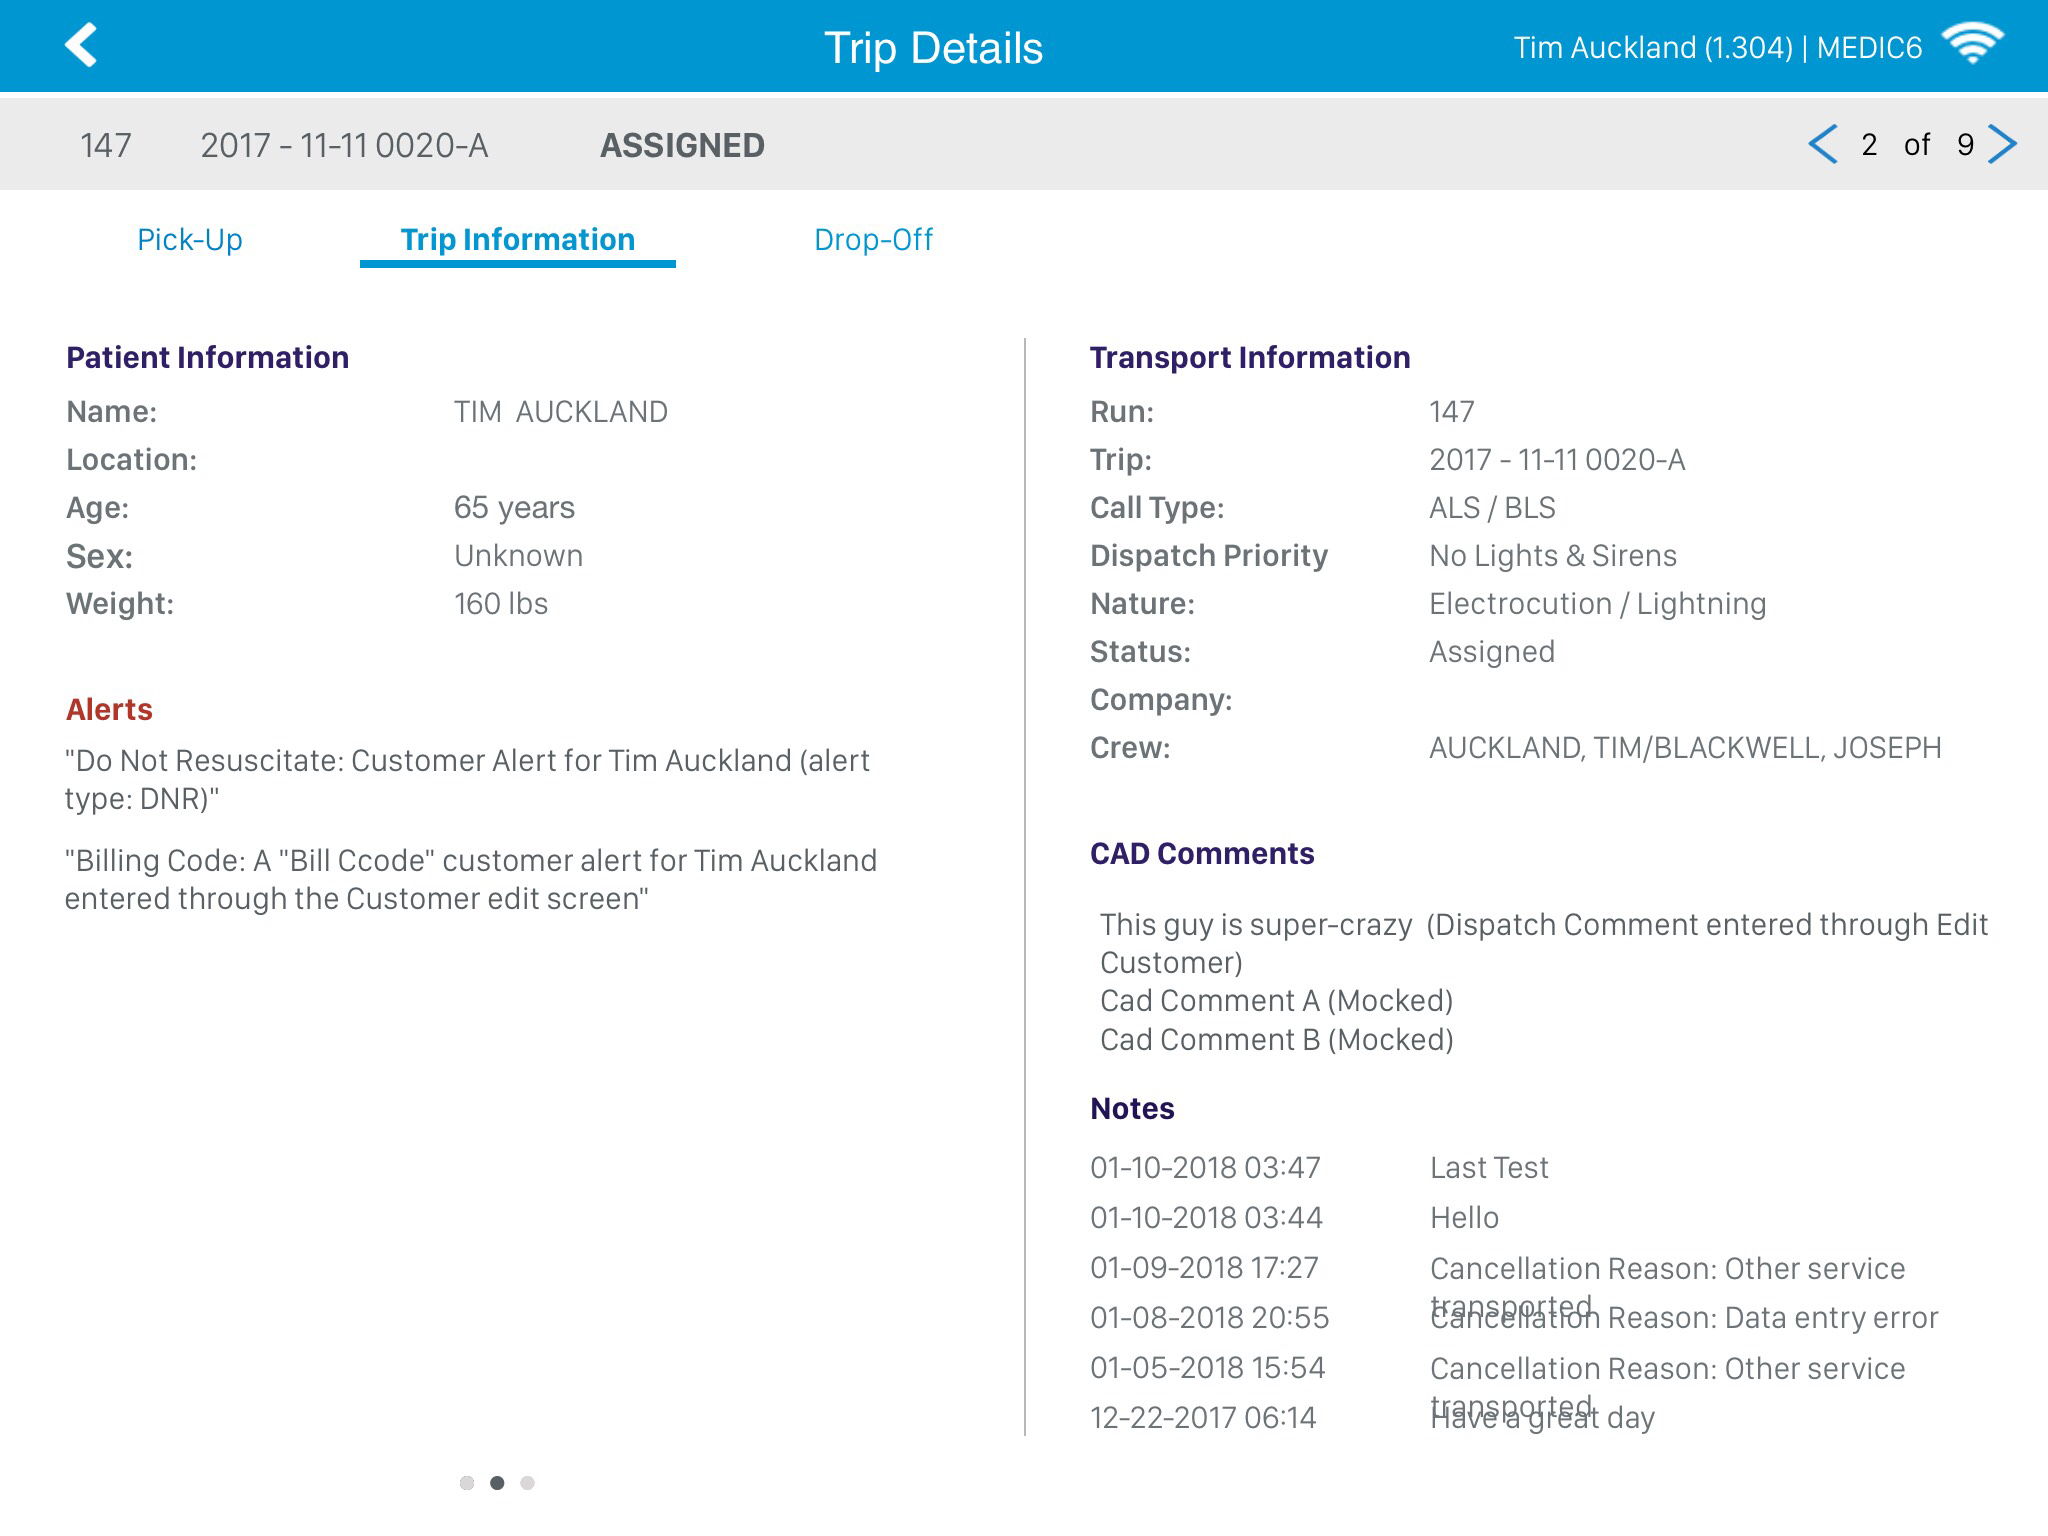 Trip Details
Tim Auckland (1.304) | MEDIC6
147 2017 - 11-11 0020-A ASSIGNED
2 of 9
Pick-Up Trip Information Drop-Off
Patient Information
Name: TIM AUCKLAND
Location:
Age: 65 years
Sex: Unknown
Weight: 160 lbs
Alerts
"Do Not Resuscitate: Customer Alert for Tim Auckland (alert
type: DNR)"
"Billing Code: A "Bill Ccode" customer alert for Tim Auckland
entered through the Customer edit screen"
Transport Information
Run: 147
Trip: 2017 - 11-11 0020-A
Call Type: ALS / BLS
Dispatch Priority No Lights & Sirens
Nature: Electrocution / Lightning
Status: Assigned
Company:
Crew: AUCKLAND, TIM/BLACKWELL, JOSEPH
CAD Comments
This guy is super-crazy (Dispatch Comment entered through Edit
Customer)
Cad Comment A (Mocked)
Cad Comment B (Mocked)
Notes
01-10-2018 03:47 Last Test
01-10-2018 03:44 Hello
01-09-2018 17:27 Cancellation Reason: Other service
transported
01-08-2018 20:55 Cancellation Reason: Data entry error
01-05-2018 15:54 Cancellation Reason: Other service
transported
12-22-2017 06:14 Have a great day